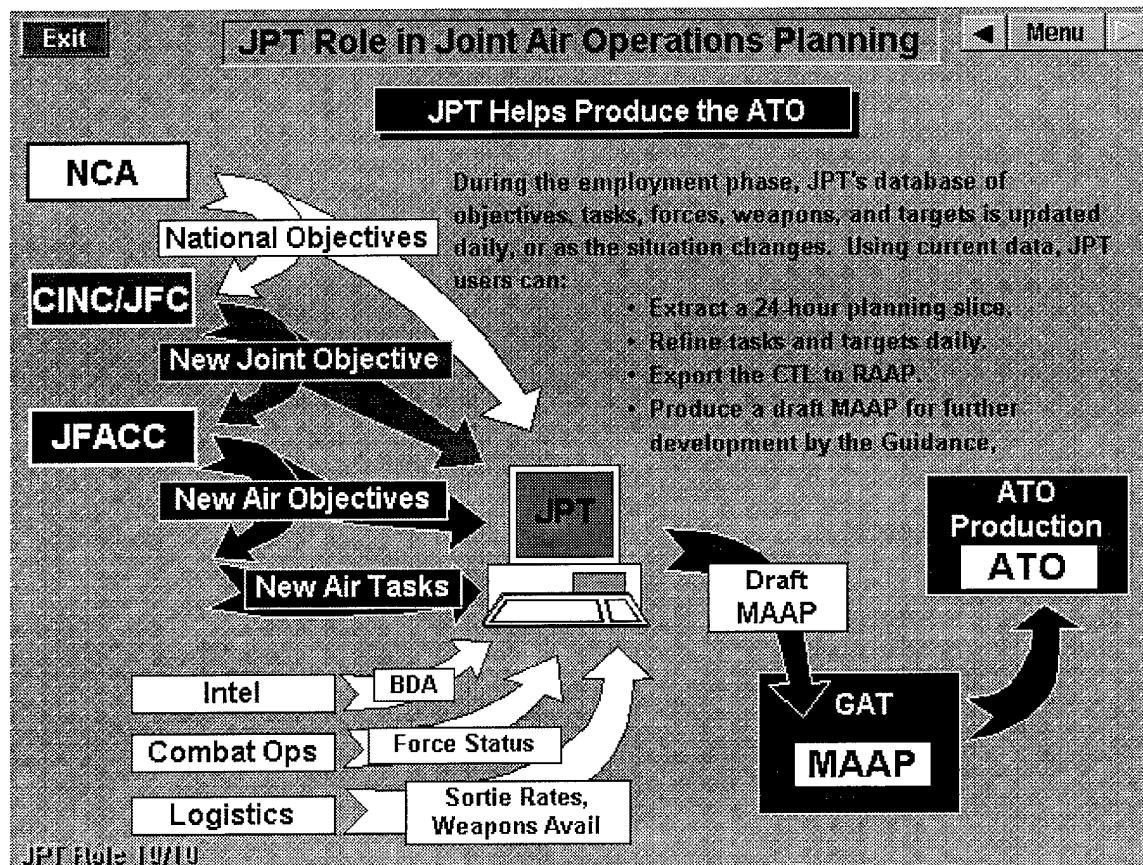 Exit
JPT Role in Joint Air Operations Planning
Menu
JPT Helps Produce the ATO
NCA
During the employment phase, JPT's database of
objectives, tasks, forces, weapons, and targets is updated
daily, or as the situation changes. Using current data, JPT
users can:
• Extract a 24-hour planning slice.
• Refine tasks and targets daily.
• Export the CTL to RAAP.
• Produce a draft MAAP for further
development by the Guidance,
National Objectives
CINC/JFC
New Joint Objective
JFACC
New Air Objectives
New Air Tasks
JPT
Draft
MAAP
ATO
Production
ATO
GAT
MAAP
Intel
BDA
Combat Ops
Force Status
Logistics
Sortie Rates,
Weapons Avail
JPT Role 10/10